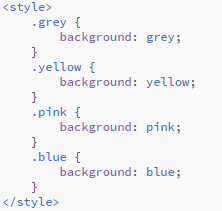 <style>
    .grey {
        background: grey;
    }
    .yellow {
        background: yellow;
    }
    .pink {
        background: pink;
    }
    .blue {
        background: blue;
    }
</style>